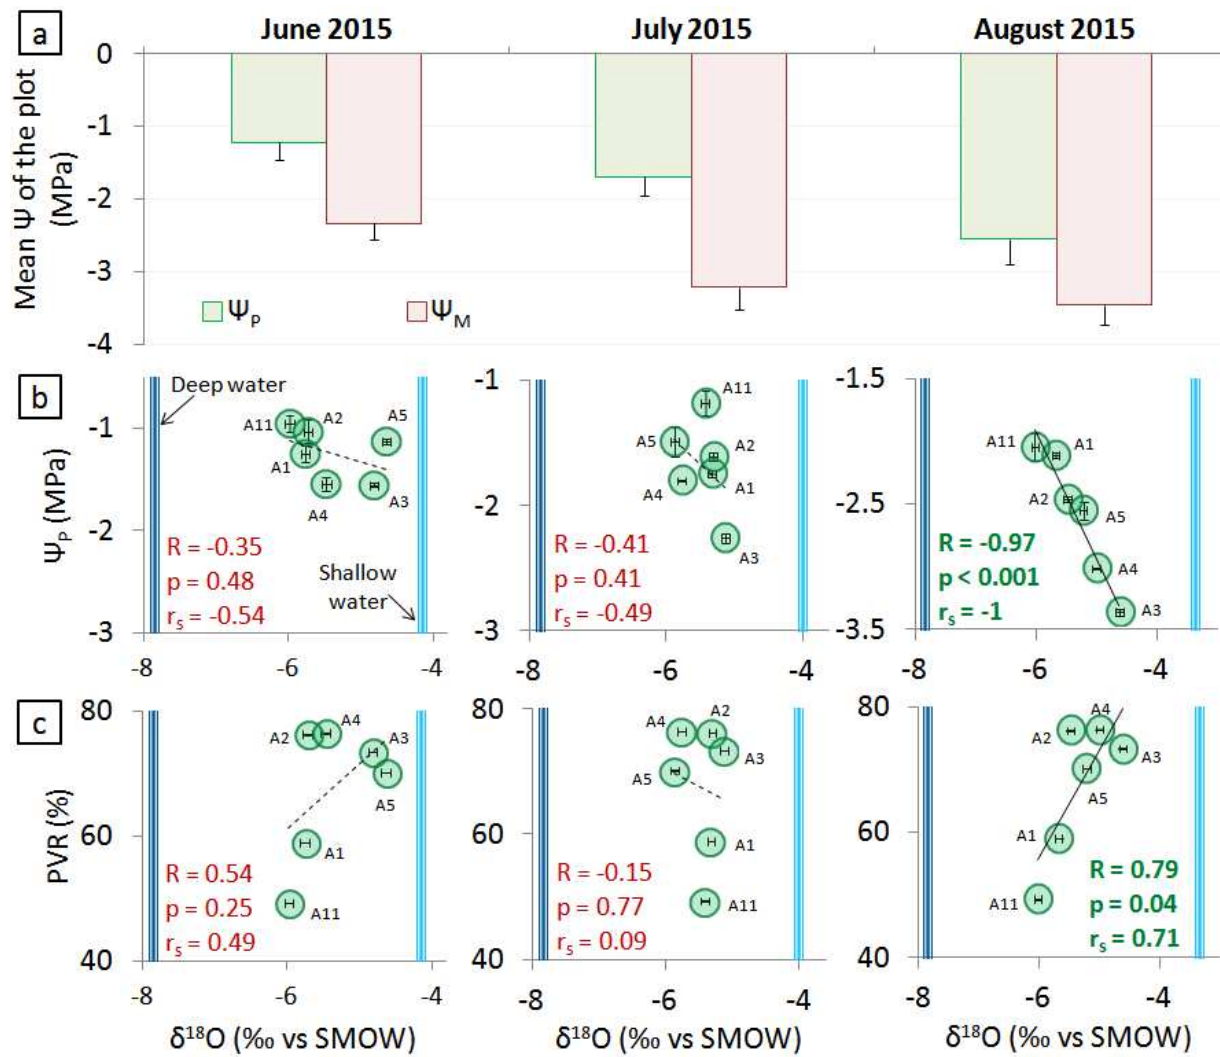 a
June 2015 July 2015 August 2015
Mean Ψ of the plot
(MPa)
0
-1
-2
-3
-4
ΨP ΨM
b
ΨP (MPa)
-1
-2
-3
-8 -6 -4
Deep water
Shallow
water
A11
A2
A5
A1
A4
A3
R = -0.35
p = 0.48
rs = -0.54
-1
-2
-3
-8 -6 -4
A11
A5
A2
A4
A1
A3
R = -0.41
p = 0.41
rs = -0.49
-1.5
-2.5
-3.5
-8 -6 -4
A11
A1
A2
A5
A4
A3
R = -0.97
p < 0.001
rs = -1
c
PVR (%)
80
60
40
-8 -6 -4
A2
A4
A3
A5
A1
A11
R = 0.54
p = 0.25
rs = 0.49
δ18O (‰ vs SMOW)
80
60
40
-8 -6 -4
A4
A2
A3
A5
A1
A11
R = -0.15
p = 0.77
rs = 0.09
δ18O (‰ vs SMOW)
80
60
40
-8 -6 -4
A4
A2
A3
A5
A1
A11
R = 0.79
p = 0.04
rs = 0.71
δ18O (‰ vs SMOW)